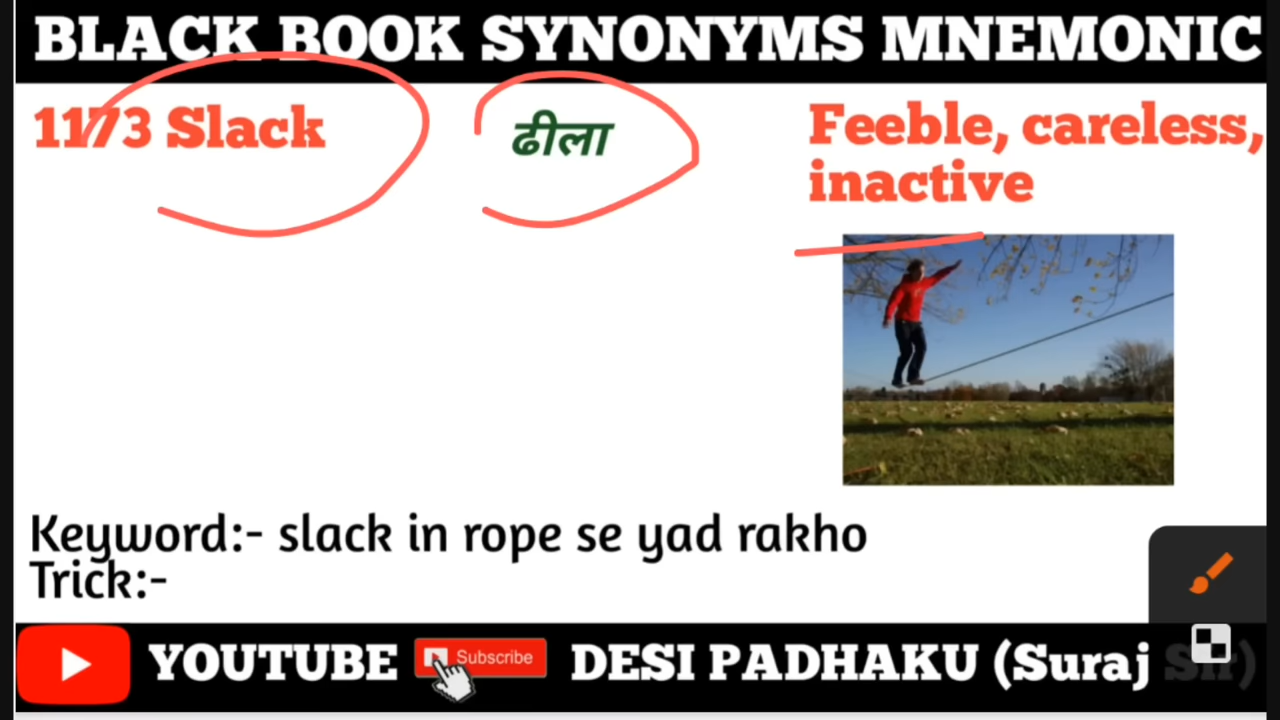 BLACK BOOK SYNONYMS MNEMONIC
1173 Slack
ढीला
Feeble, careless,
inactive
Keyword:- slack in rope se yad rakho
Trick:-
YOUTUBE Subscribe DESI PADHAKU (Suraj Sir)